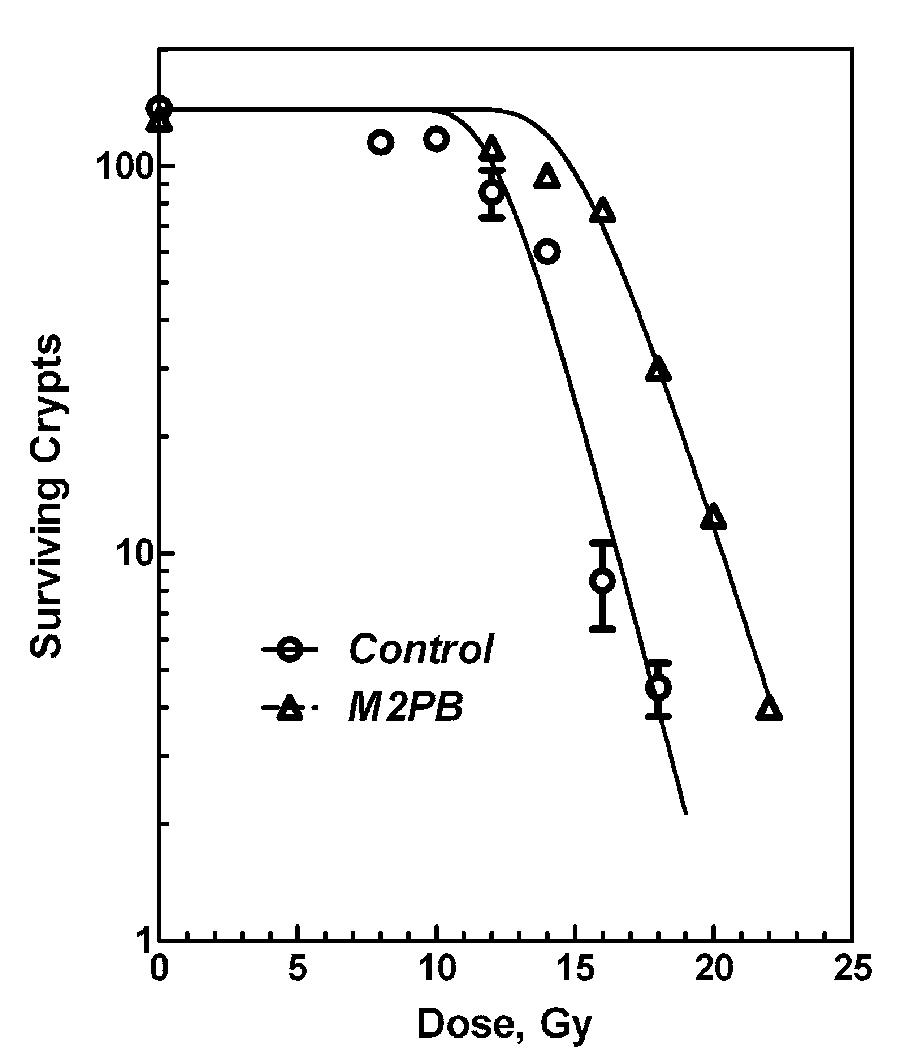 Surviving Crypts
100
10
1
Control
M2PB
0 5 10 15 20 25
Dose, Gy